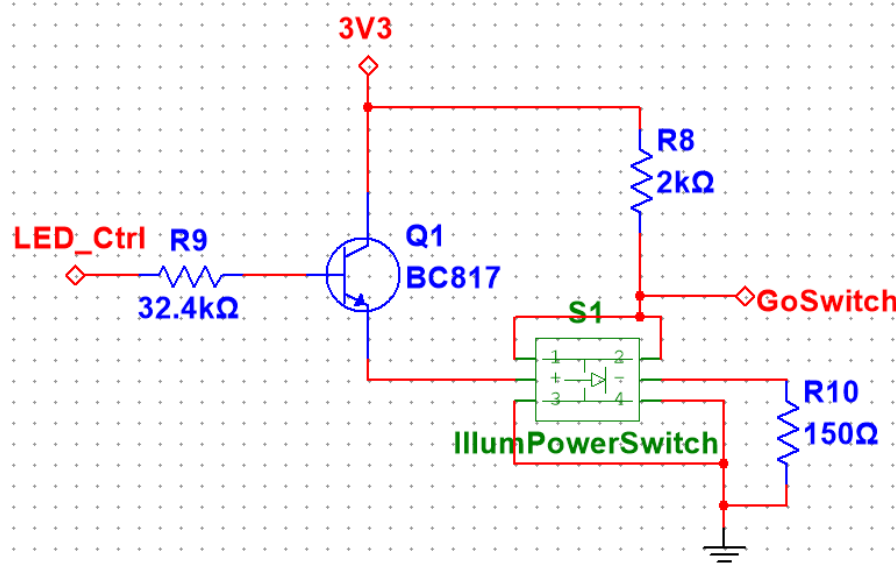 3V3
R8
2kΩ
LED_Ctrl
R9
32.4kΩ
Q1
BC817
GoSwitch
S1
1 2
+ -
3 4
IllumPowerSwitch
R10
150Ω